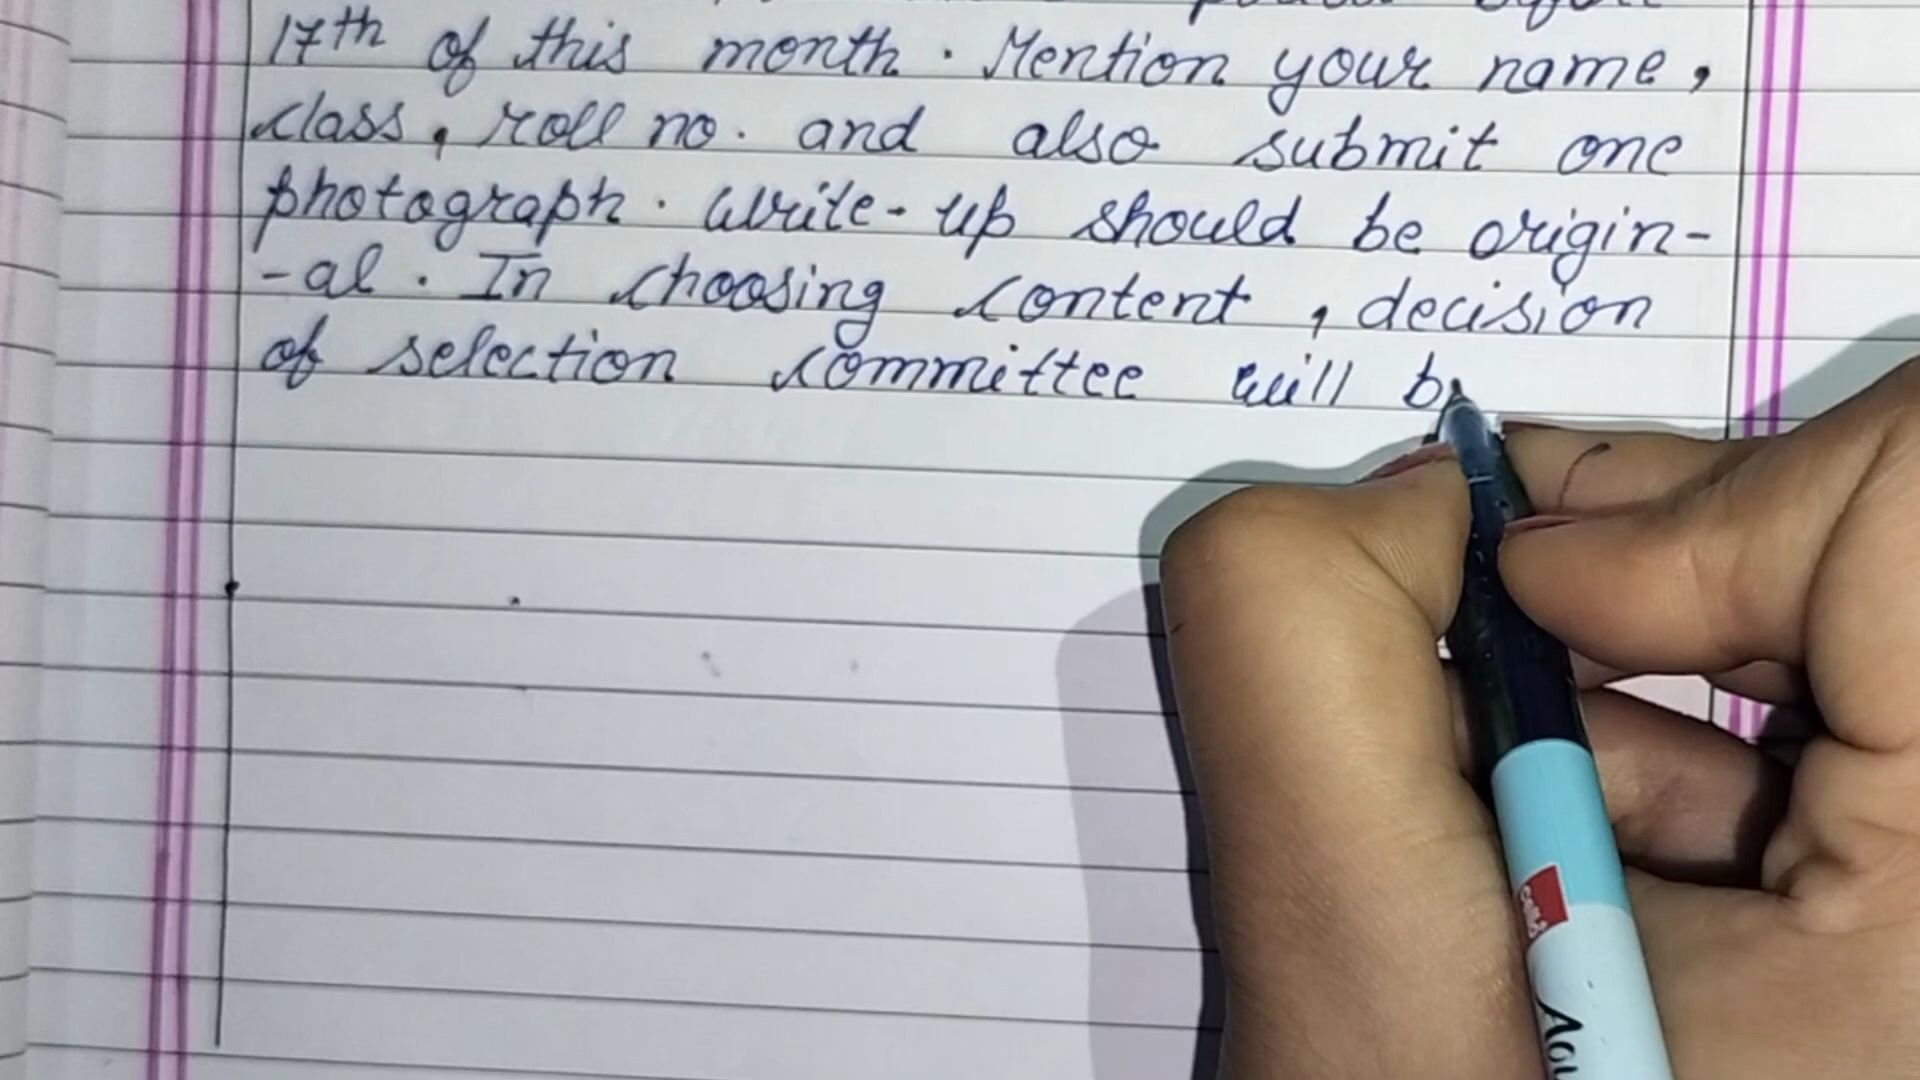 17th of this month. Mention your name,
class, roll no. and also submit one
photograph. Write-up should be origin-
-al. In choosing content, decision
of selection committee will b
cello